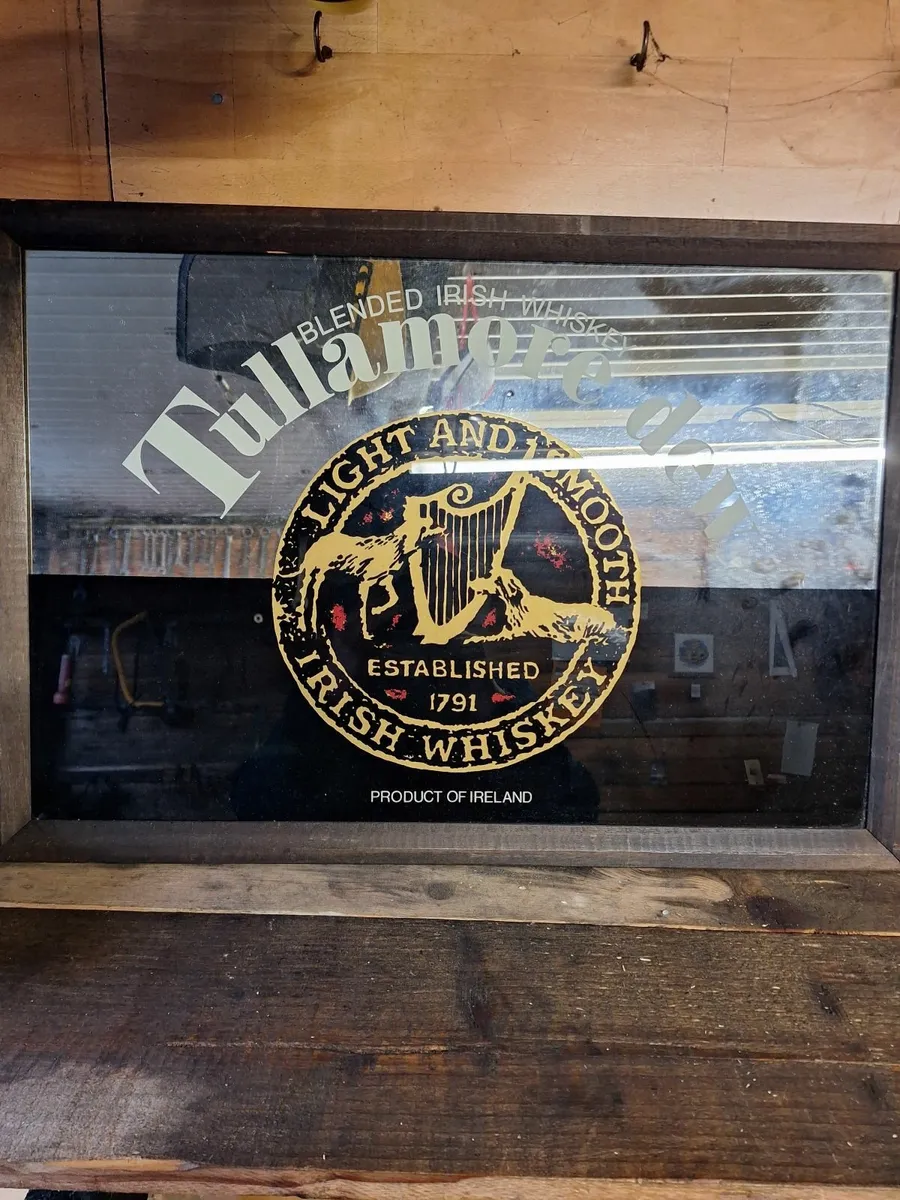 BLENDED IRISH WHISKEY
Tullamore dew
LIGHT AND SMOOTH
ESTABLISHED
1791
IRISH WHISKEY
PRODUCT OF IRELAND